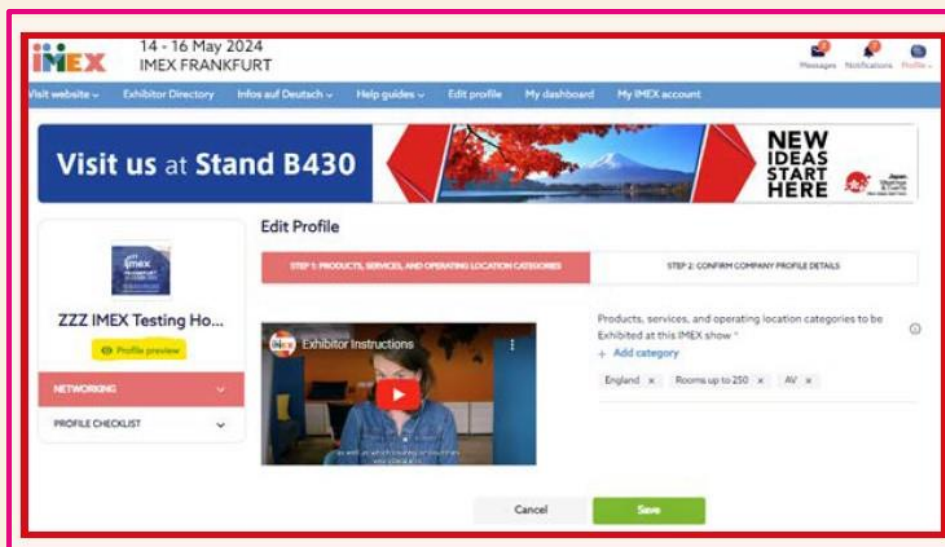 iMEX
14 - 16 May 2024
IMEX FRANKFURT
Messages Notifications Profile
Visit website Exhibitor Directory Infos auf Deutsch Help guides Edit profile My dashboard My IMEX account
Visit us at Stand B430
NEW
IDEAS
START
HERE
Japan
Edit Profile
STEP 1: PRODUCTS, SERVICES, AND OPERATING LOCATION CATEGORIES
STEP 2: CONFIRM COMPANY PROFILE DETAILS
imex
FRANKFURT
ZZZ IMEX Testing Ho...
Profile preview
NETWORKING
PROFILE CHECKLIST
Exhibitor Instructions
Products, services, and operating location categories to be
Exhibited at this IMEX show *
+ Add category
England x Rooms up to 250 x AV x
Cancel Save